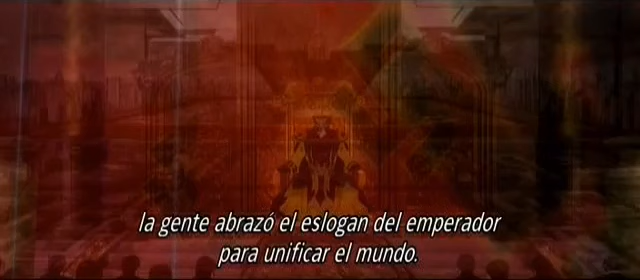 la gente abrazó el eslogan del emperador
para unificar el mundo.